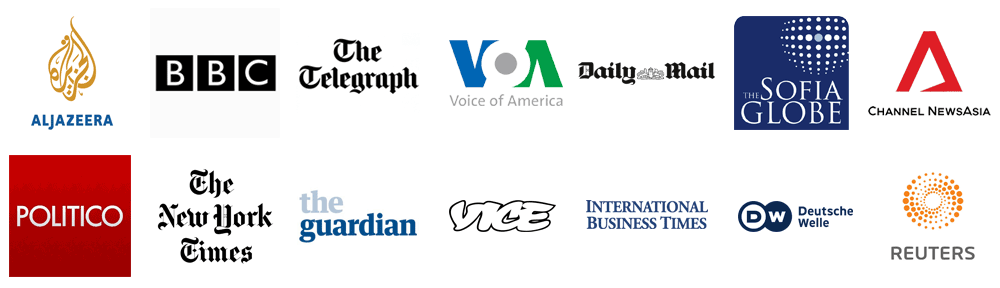 ALJAZEERA
BBC
The
Telegraph
VOA
Voice of America
Daily Mail
THE SOFIA
GLOBE
CHANNEL NEWSASIA
POLITICO
The
New York
Times
the
guardian
VICE
INTERNATIONAL
BUSINESS TIMES
DW Deutsche
Welle
REUTERS